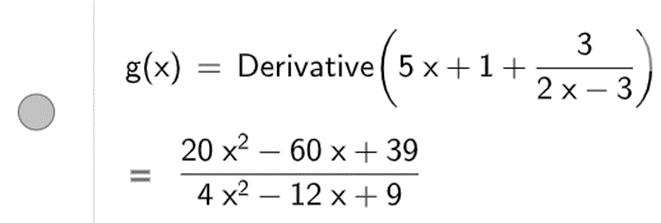 g(x) = Derivative(5 x + 1 + 3/(2 x − 3))
= (20 x² − 60 x + 39)/(4 x² − 12 x + 9)